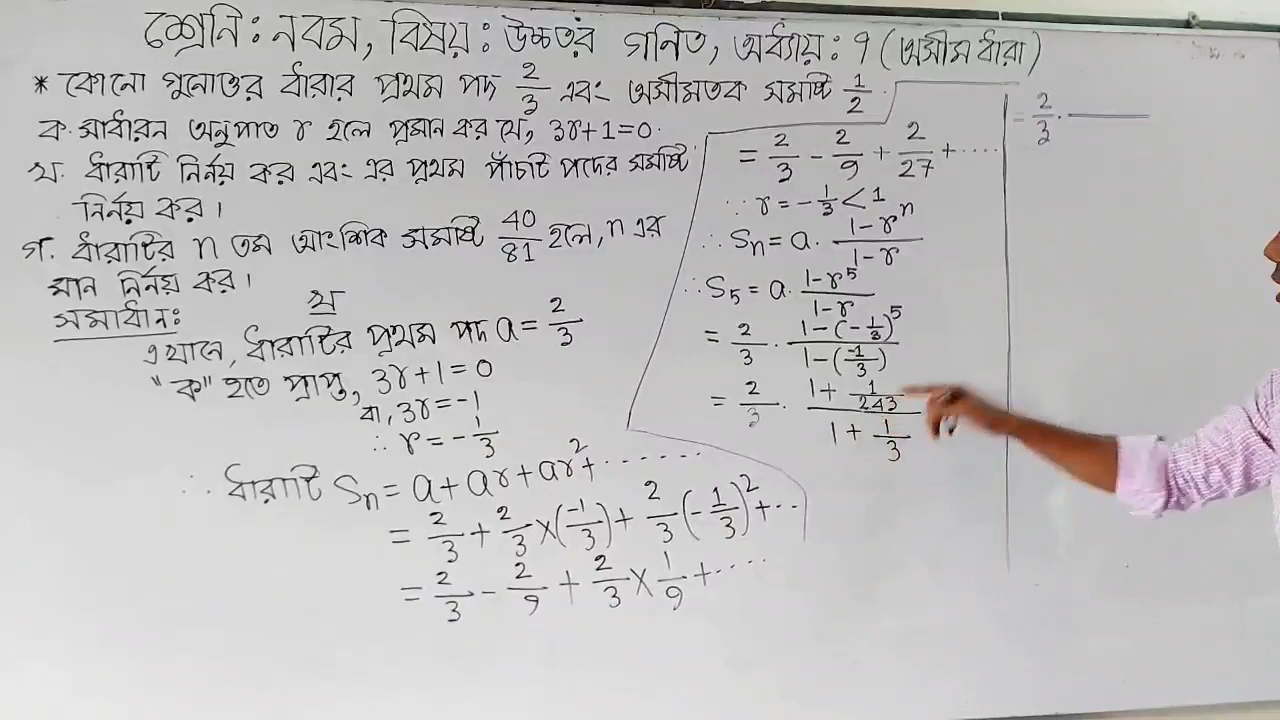 শ্রেনি: নবম, বিষয়: উচ্চতর গনিত, অধ্যায়: ৭ (অসীম ধারা)
* কোনো গুনোত্তর ধারার প্রথম পদ 2/3 এবং অসীমতক সমষ্টি 1/2.
ক. সাধারন অনুপাত r হলে প্রমান কর যে, 3r+1=0.
খ. ধারাটি নির্নয় কর এবং এর প্রথম পাঁচটি পদের সমষ্টি
নির্নয় কর।
গ. ধারাটির n তম আংশিক সমষ্টি 40/81 হলে, n এর
মান নির্নয় কর।
সমাধান:
খ
এখানে, ধারাটির প্রথম পদ a = 2/3
"ক" হতে প্রাপ্ত, 3r+1=0
বা, 3r=-1
∴ r = -1/3
∴ ধারাটি Sn = a + ar + ar² + ......
= 2/3 + 2/3 × (-1/3) + 2/3 (-1/3)² + ..
= 2/3 - 2/9 + 2/3 × 1/9 + ....
= 2/3 - 2/9 + 2/27 + ....
∵ r = -1/3 < 1
∴ Sn = a. (1-rⁿ)/(1-r)
∴ S5 = a. (1-r⁵)/(1-r)
= 2/3 . (1-(-1/3)⁵)/(1-(-1/3))
= 2/3 . (1+1/243)/(1+1/3)
= 2/3 .